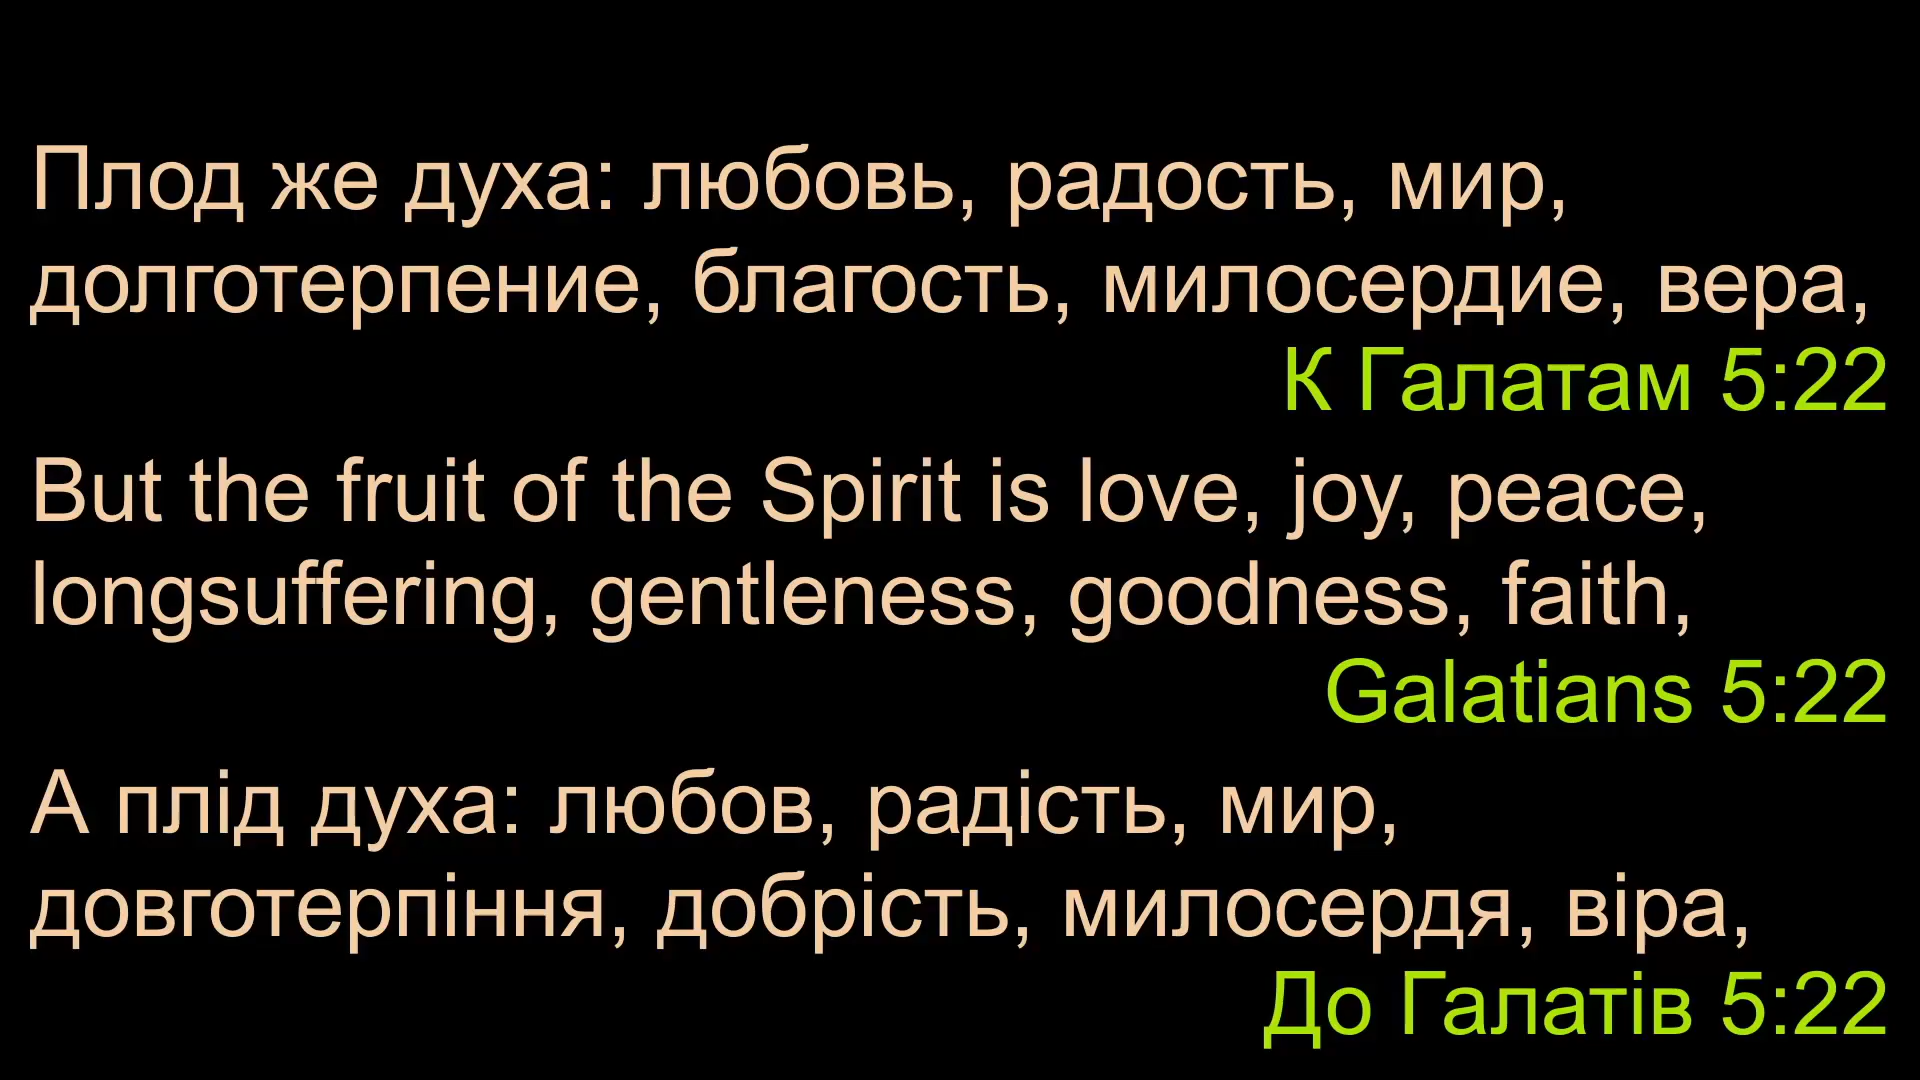 Плод же духа: любовь, радость, мир,
долготерпение, благость, милосердие, вера,
К Галатам 5:22
But the fruit of the Spirit is love, joy, peace,
longsuffering, gentleness, goodness, faith,
Galatians 5:22
А плід духа: любов, радість, мир,
довготерпіння, добрість, милосердя, віра,
До Галатів 5:22